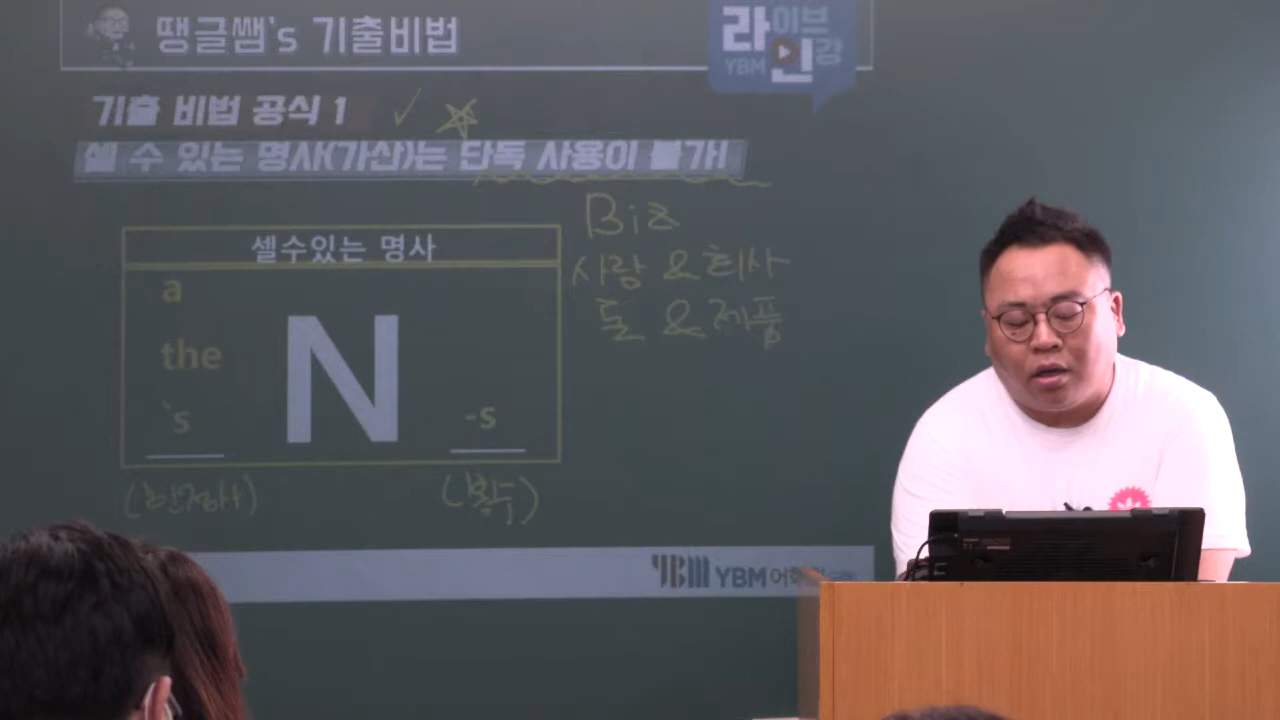 땡글쌤's 기출비법
라이브
YBM 인강
기출 비법 공식 1
셀 수 있는 명사(가산)는 단독 사용이 불가!
Biz
사람 & 회사
돈 & 제품
셀수있는 명사
a
the
's
N
-s
(한정사)
(복수)
YBM YBM